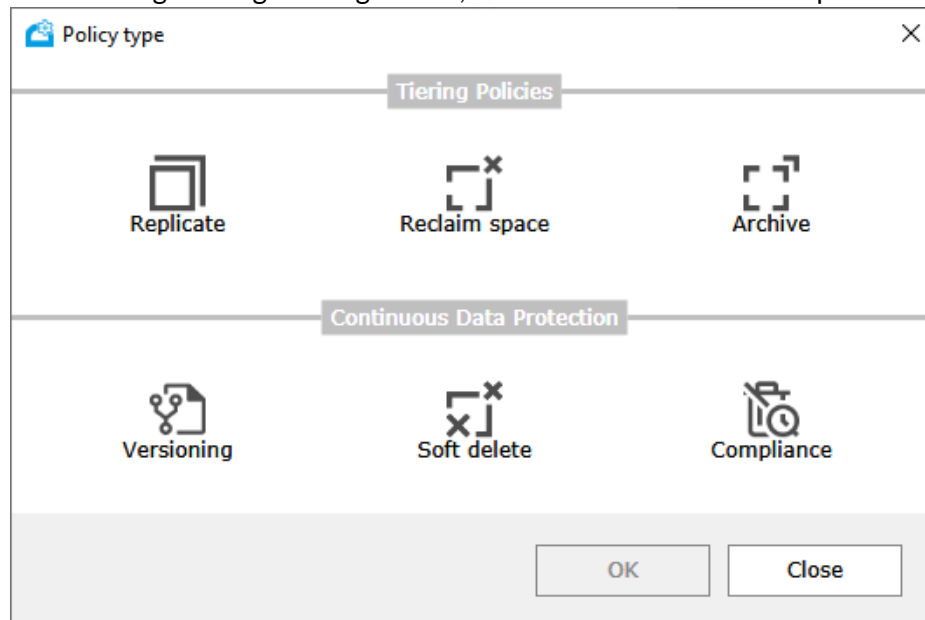 Policy type
Tiering Policies
Replicate
Reclaim space
Archive
Continuous Data Protection
Versioning
Soft delete
Compliance
OK
Close